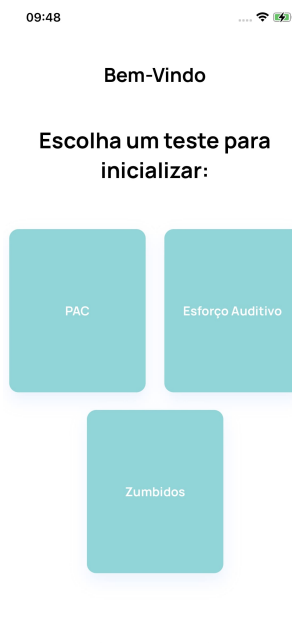 09:48
Bem-Vindo
Escolha um teste para
inicializar:
PAC
Esforço Auditivo
Zumbidos